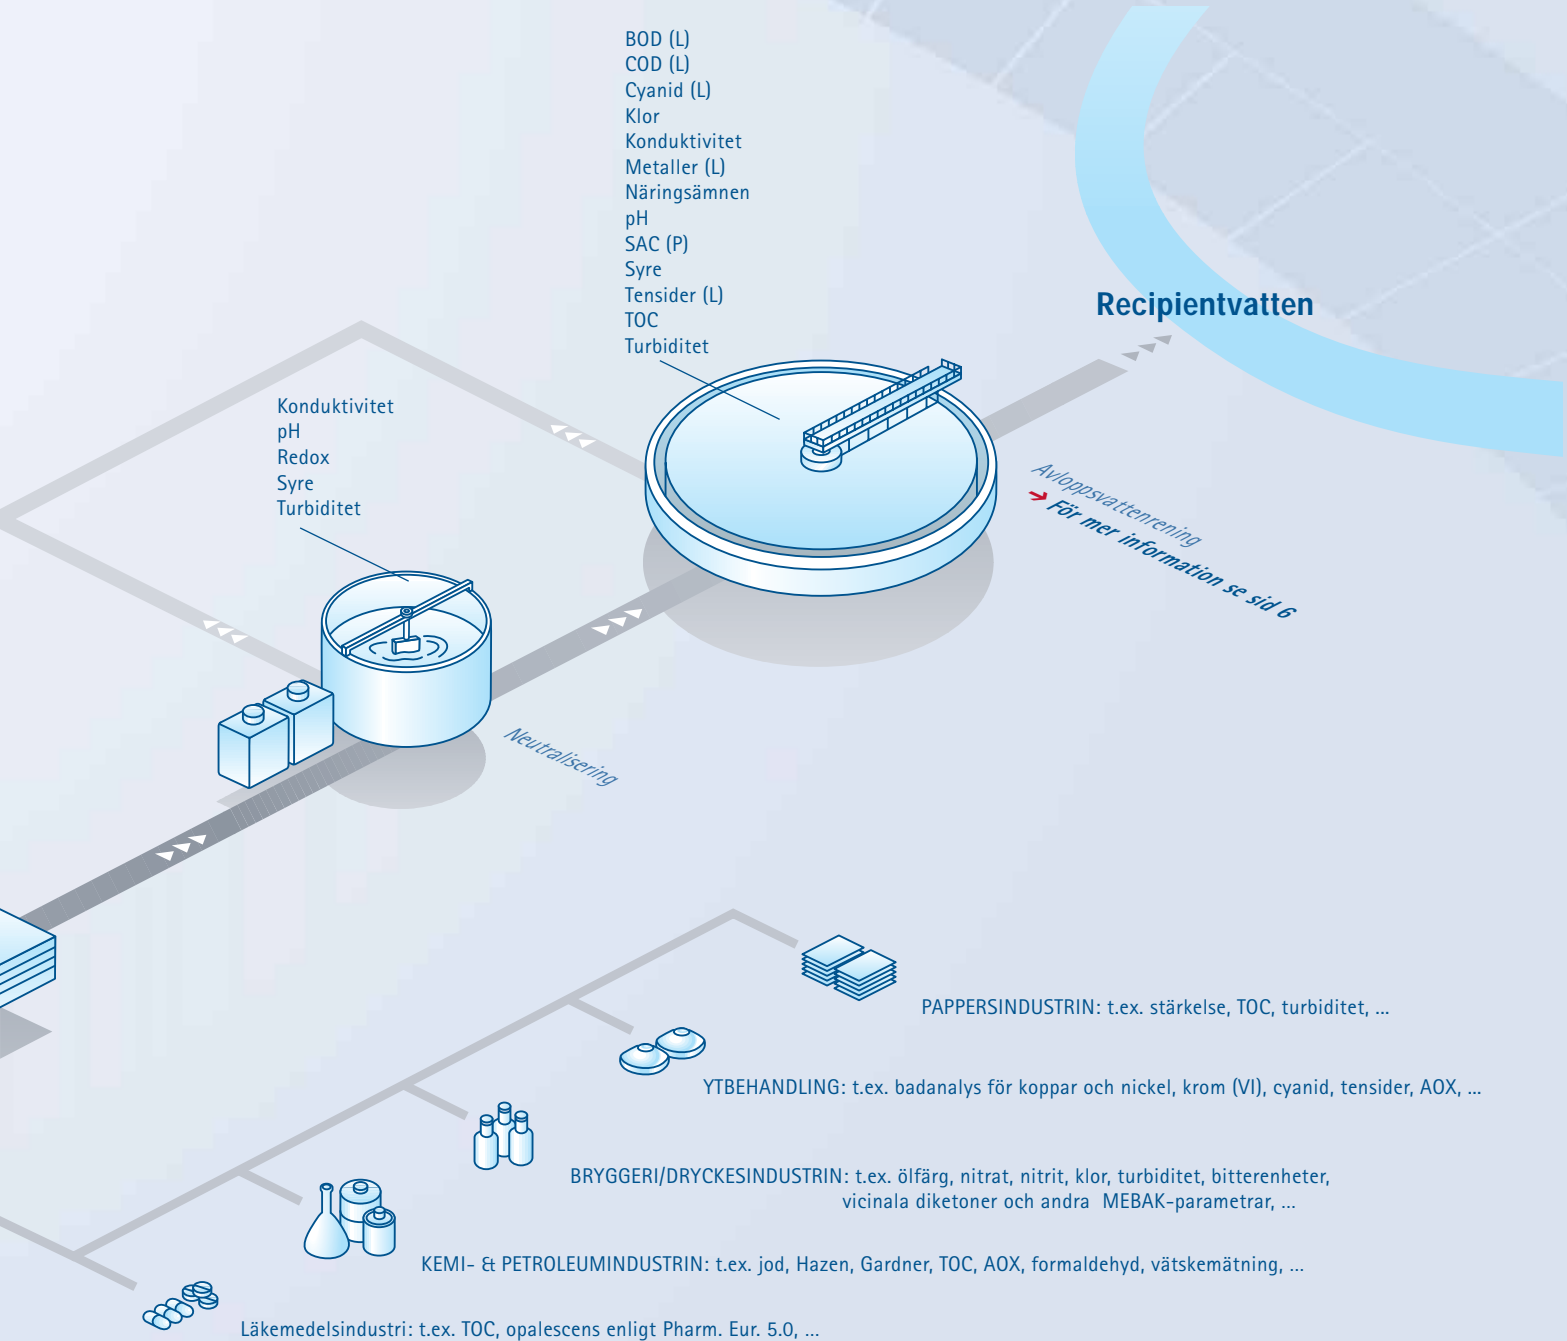 BOD (L)
COD (L)
Cyanid (L)
Klor
Konduktivitet
Metaller (L)
Näringsämnen
pH
SAC (P)
Syre
Tensider (L)
TOC
Turbiditet
Recipientvatten
Konduktivitet
pH
Redox
Syre
Turbiditet
Avloppsvattenrening
➔ För mer information se sid 6
Neutralisering
PAPPERSINDUSTRIN: t.ex. stärkelse, TOC, turbiditet, ...
YTBEHANDLING: t.ex. badanalys för koppar och nickel, krom (VI), cyanid, tensider, AOX, ...
BRYGGERI/DRYCKESINDUSTRIN: t.ex. ölfärg, nitrat, nitrit, klor, turbiditet, bitterenheter,
vicinala diketoner och andra MEBAK-parametrar, ...
KEMI- & PETROLEUMINDUSTRIN: t.ex. jod, Hazen, Gardner, TOC, AOX, formaldehyd, vätskemätning, ...
Läkemedelsindustri: t.ex. TOC, opalescens enligt Pharm. Eur. 5.0, ...